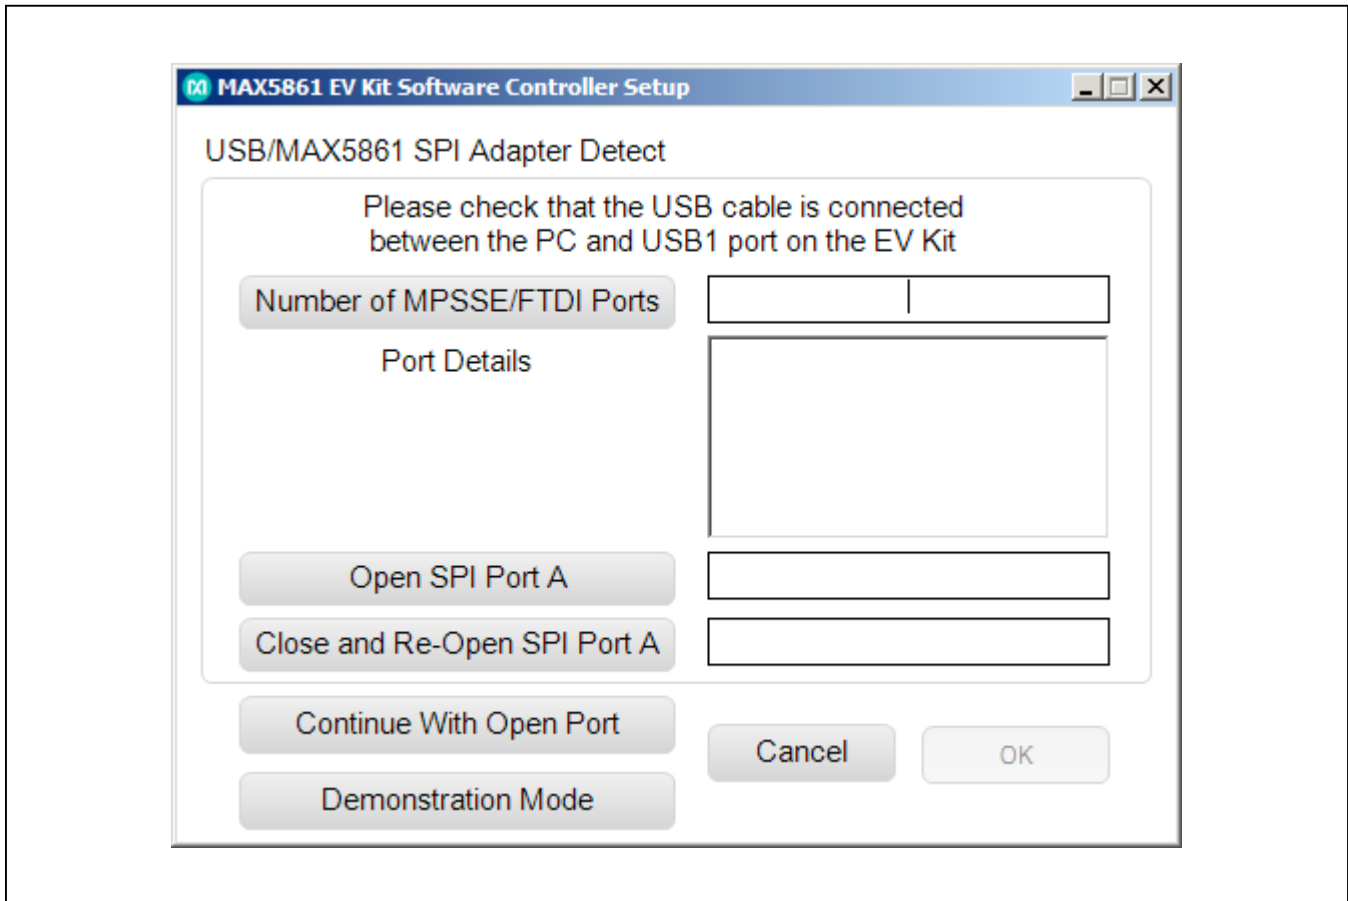 MAX5861 EV Kit Software Controller Setup
USB/MAX5861 SPI Adapter Detect
Please check that the USB cable is connected
between the PC and USB1 port on the EV Kit
Number of MPSSE/FTDI Ports
Port Details
Open SPI Port A
Close and Re-Open SPI Port A
Continue With Open Port
Cancel
OK
Demonstration Mode